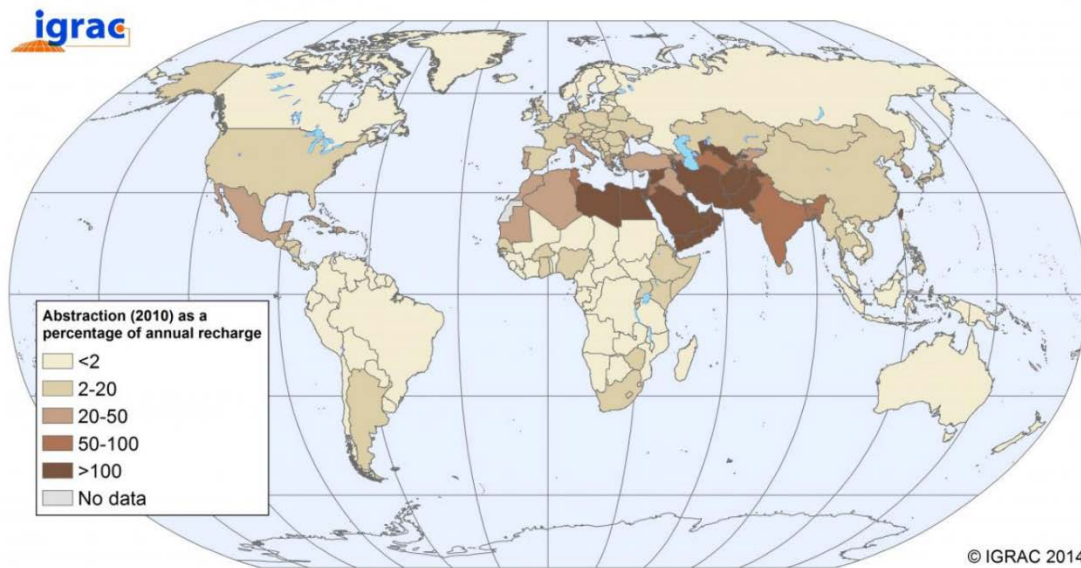 igrac
Abstraction (2010) as a
percentage of annual recharge
<2
2-20
20-50
50-100
>100
No data
© IGRAC 2014